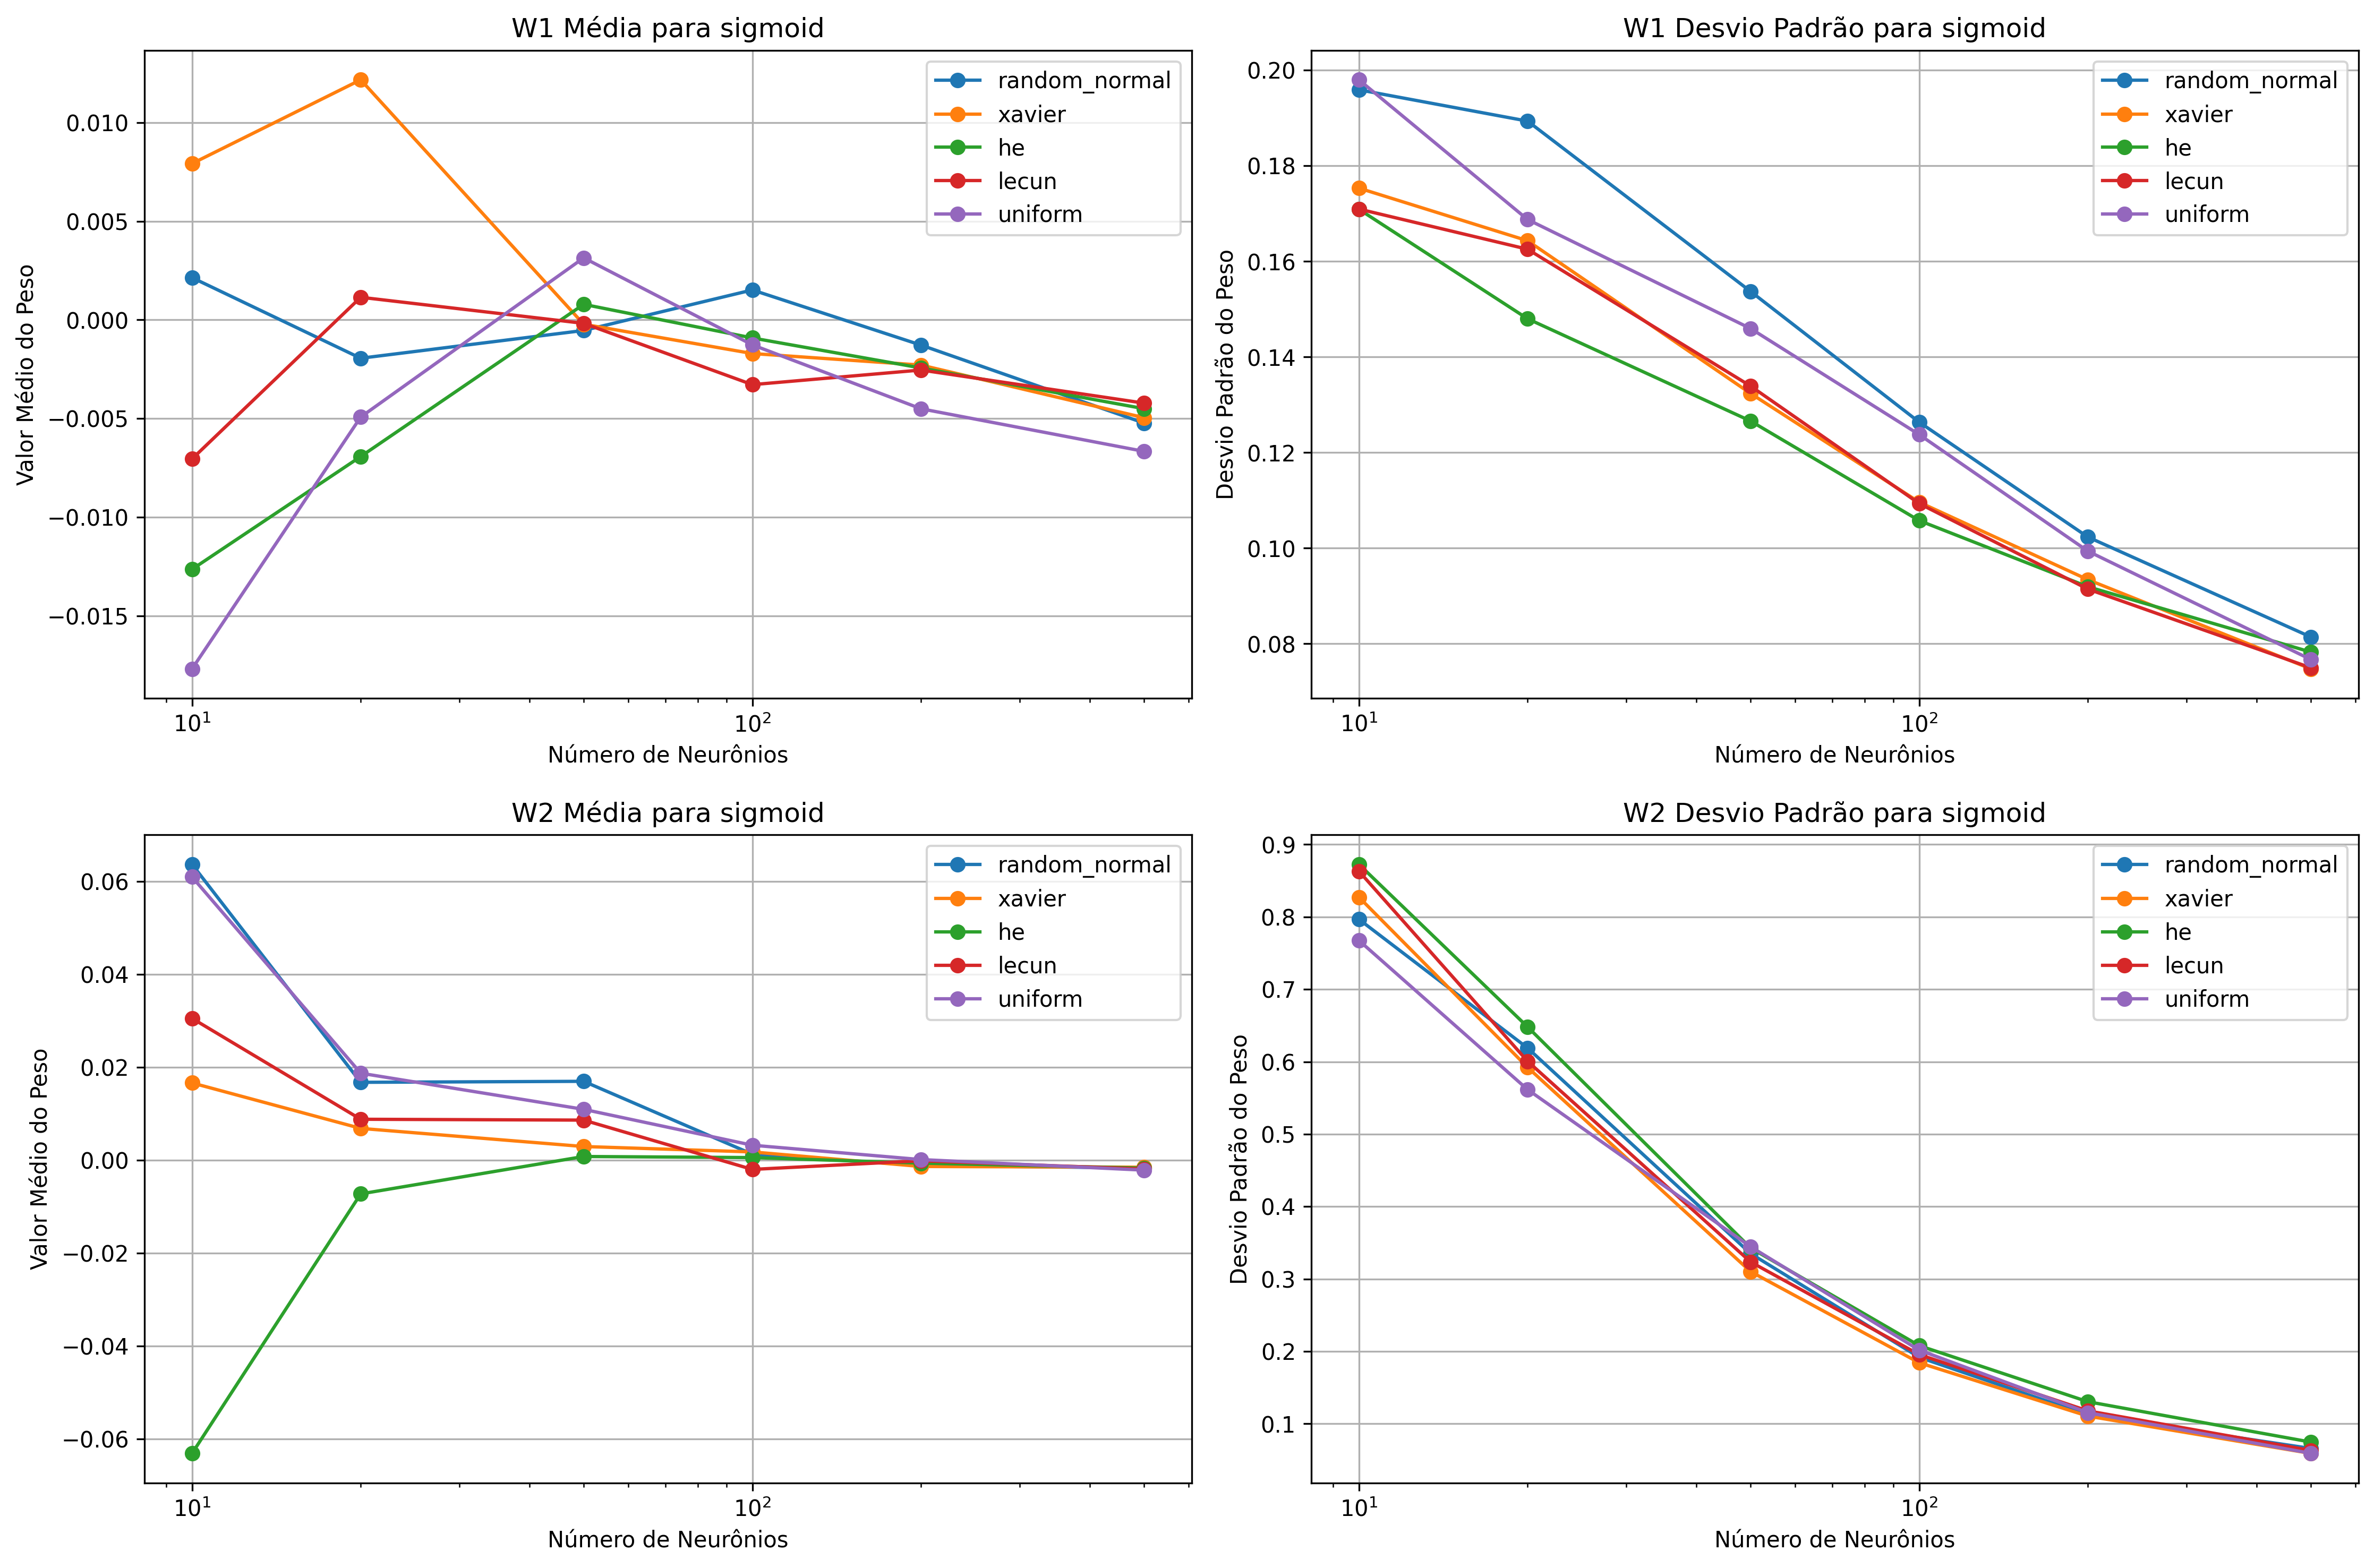 W1 Média para sigmoid
Valor Médio do Peso
0.010
0.005
0.000
−0.005
−0.010
−0.015
random_normal
xavier
he
lecun
uniform
10¹
10²
Número de Neurônios
W1 Desvio Padrão para sigmoid
Desvio Padrão do Peso
0.20
0.18
0.16
0.14
0.12
0.10
0.08
random_normal
xavier
he
lecun
uniform
10¹
10²
Número de Neurônios
W2 Média para sigmoid
Valor Médio do Peso
0.06
0.04
0.02
0.00
−0.02
−0.04
−0.06
random_normal
xavier
he
lecun
uniform
10¹
10²
Número de Neurônios
W2 Desvio Padrão para sigmoid
Desvio Padrão do Peso
0.9
0.8
0.7
0.6
0.5
0.4
0.3
0.2
0.1
random_normal
xavier
he
lecun
uniform
10¹
10²
Número de Neurônios